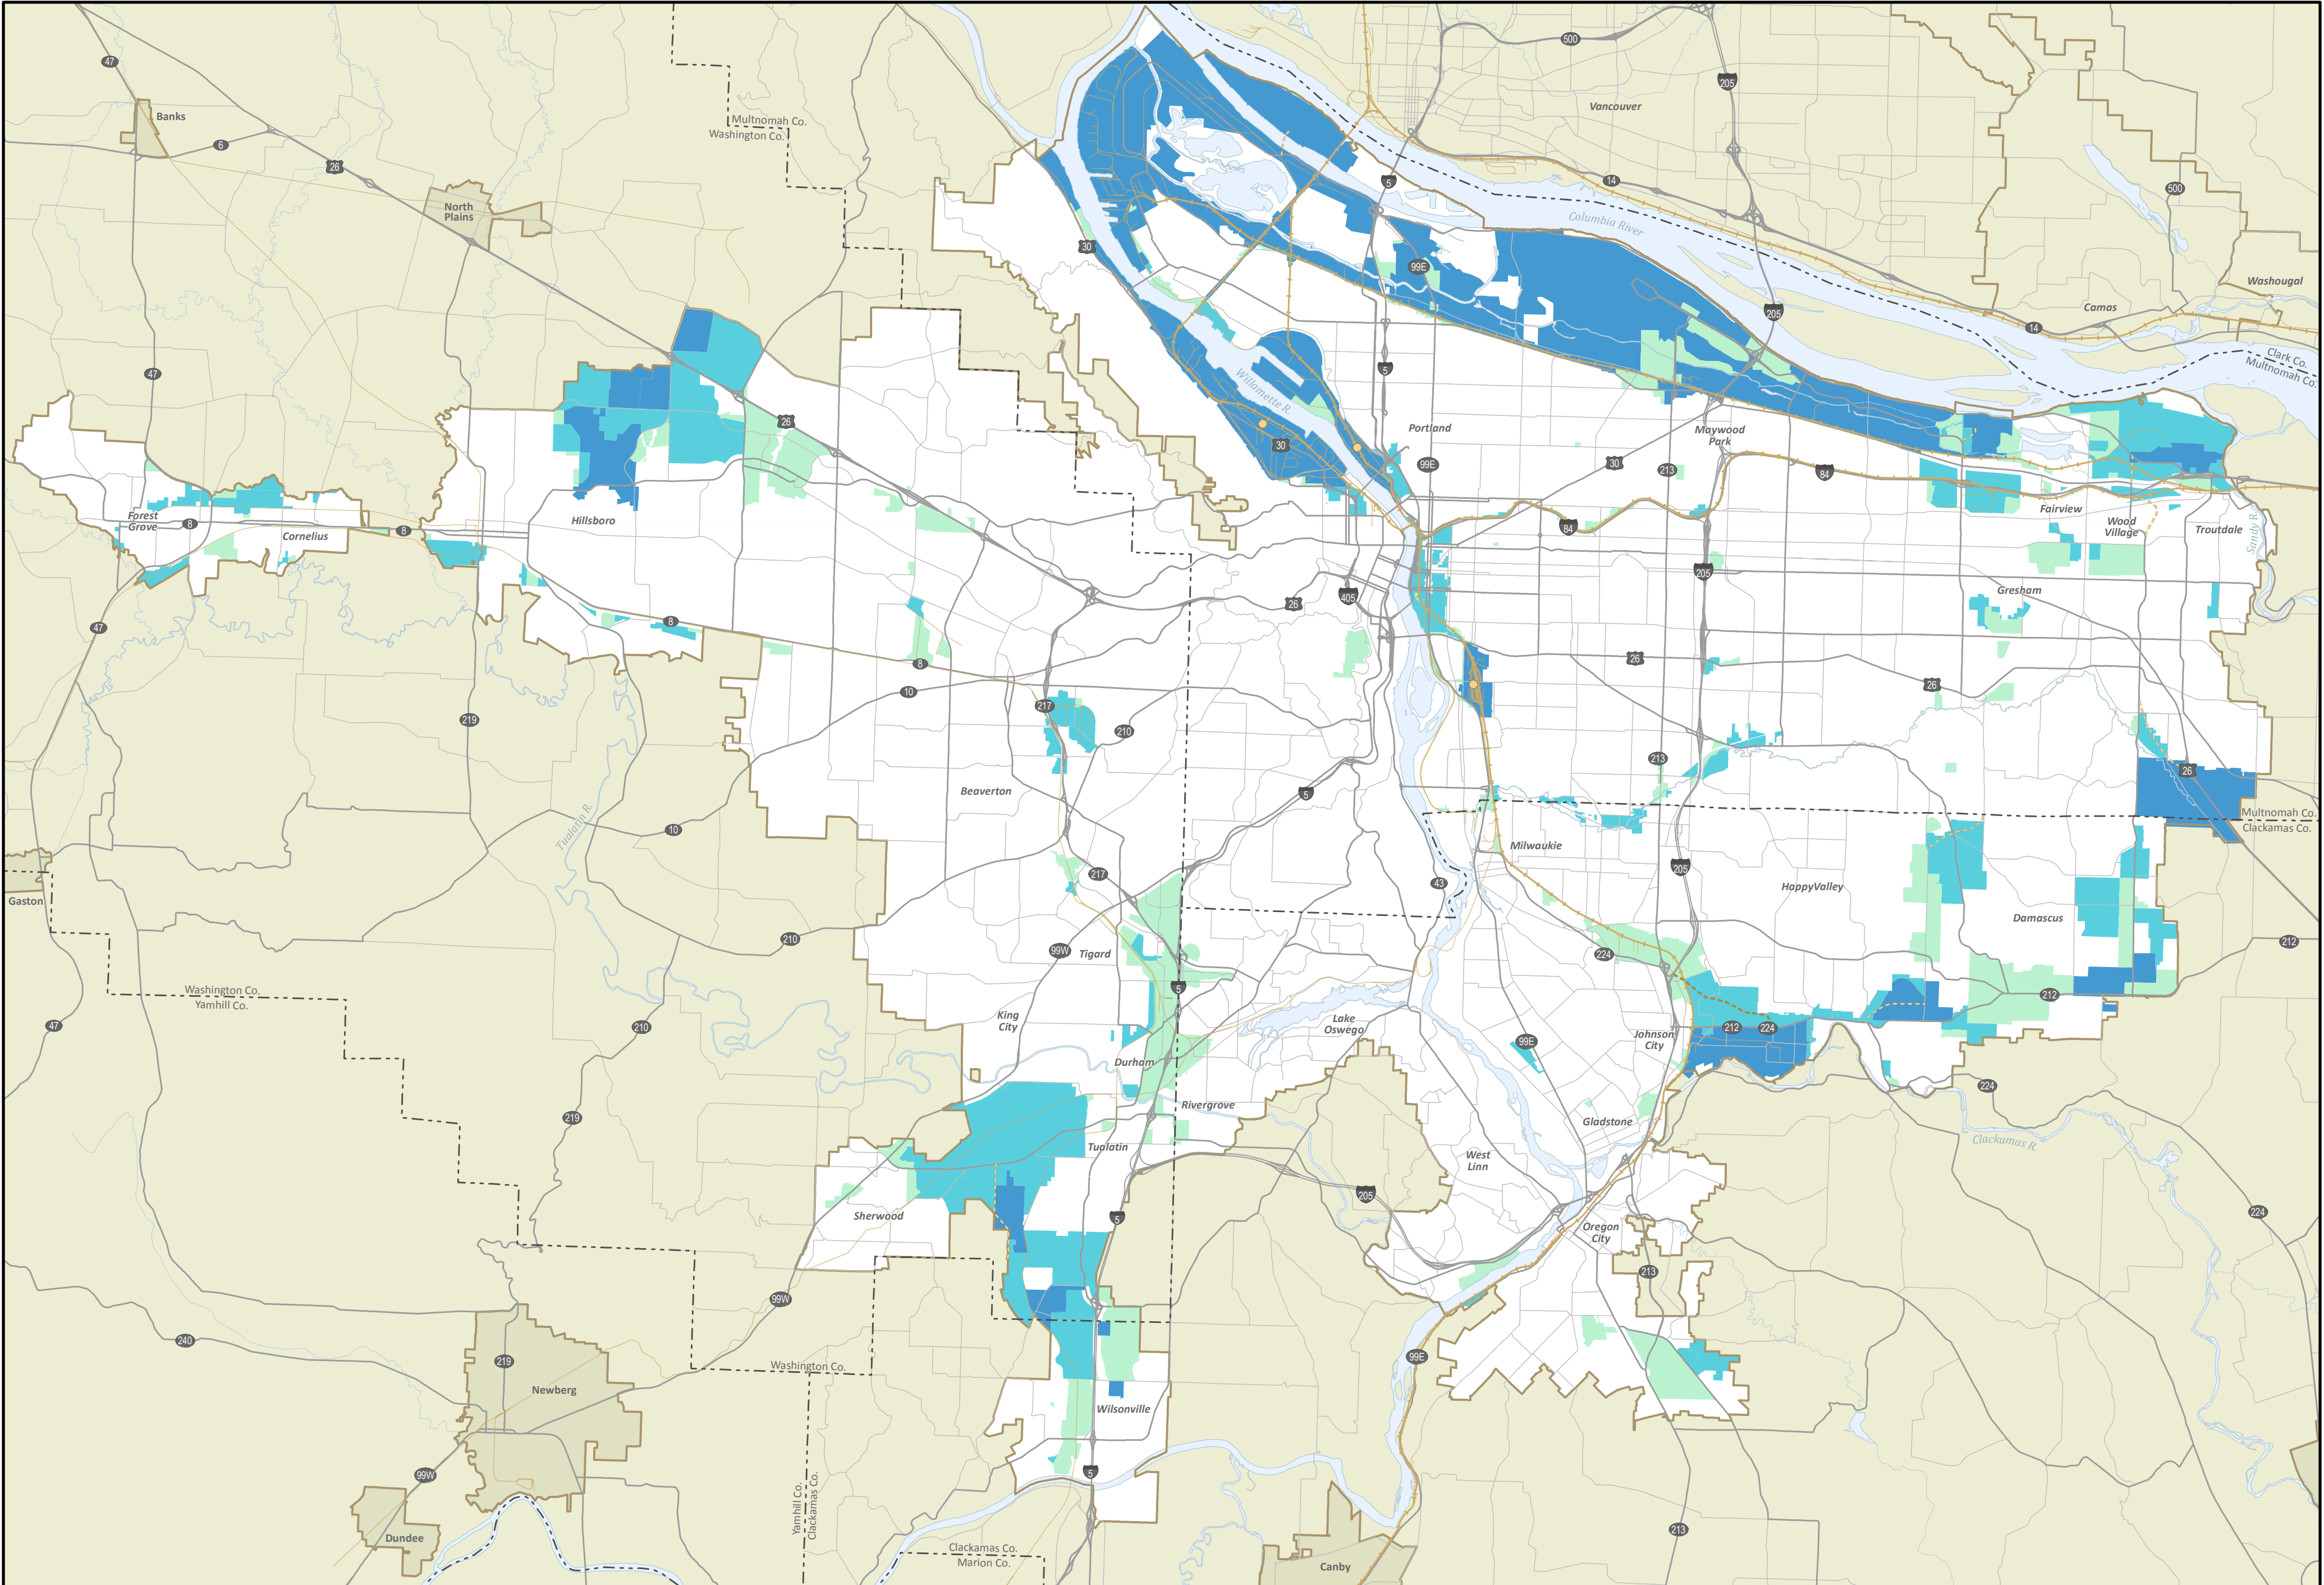 47
500
205
Banks
Multnomah Co.
Washington Co.
Vancouver
6
26
5
14
500
North
Plains
Columbia River
30
99E
205
Washougal
Camas
14
Clark Co.
Multnomah Co.
47
5
Willamette R.
26
30
Portland
Maywood
Park
99E
30
213
84
Forest
Grove
8
Cornelius
8
Hillsboro
84
Fairview
Wood
Village
Troutdale
Sandy R.
205
26
405
Gresham
47
8
8
26
26
10
219
217
210
213
26
Beaverton
5
Multnomah Co.
Clackamas Co.
Tualatin R.
10
Milwaukie
217
43
205
HappyValley
Gaston
Damascus
210
99W
Tigard
224
212
5
212
Washington Co.
Yamhill Co.
47
210
King
City
Lake
Oswego
99E
Johnson
City
212
224
Durham
224
219
Rivergrove
Gladstone
Tualatin
West
Linn
Clackamas R.
205
224
Sherwood
5
Oregon
City
213
99W
240
219
Washington Co.
99E
Newberg
Wilsonville
99W
5
Yamhill Co.
Clackamas Co.
213
Dundee
Clackamas Co.
Marion Co.
Canby